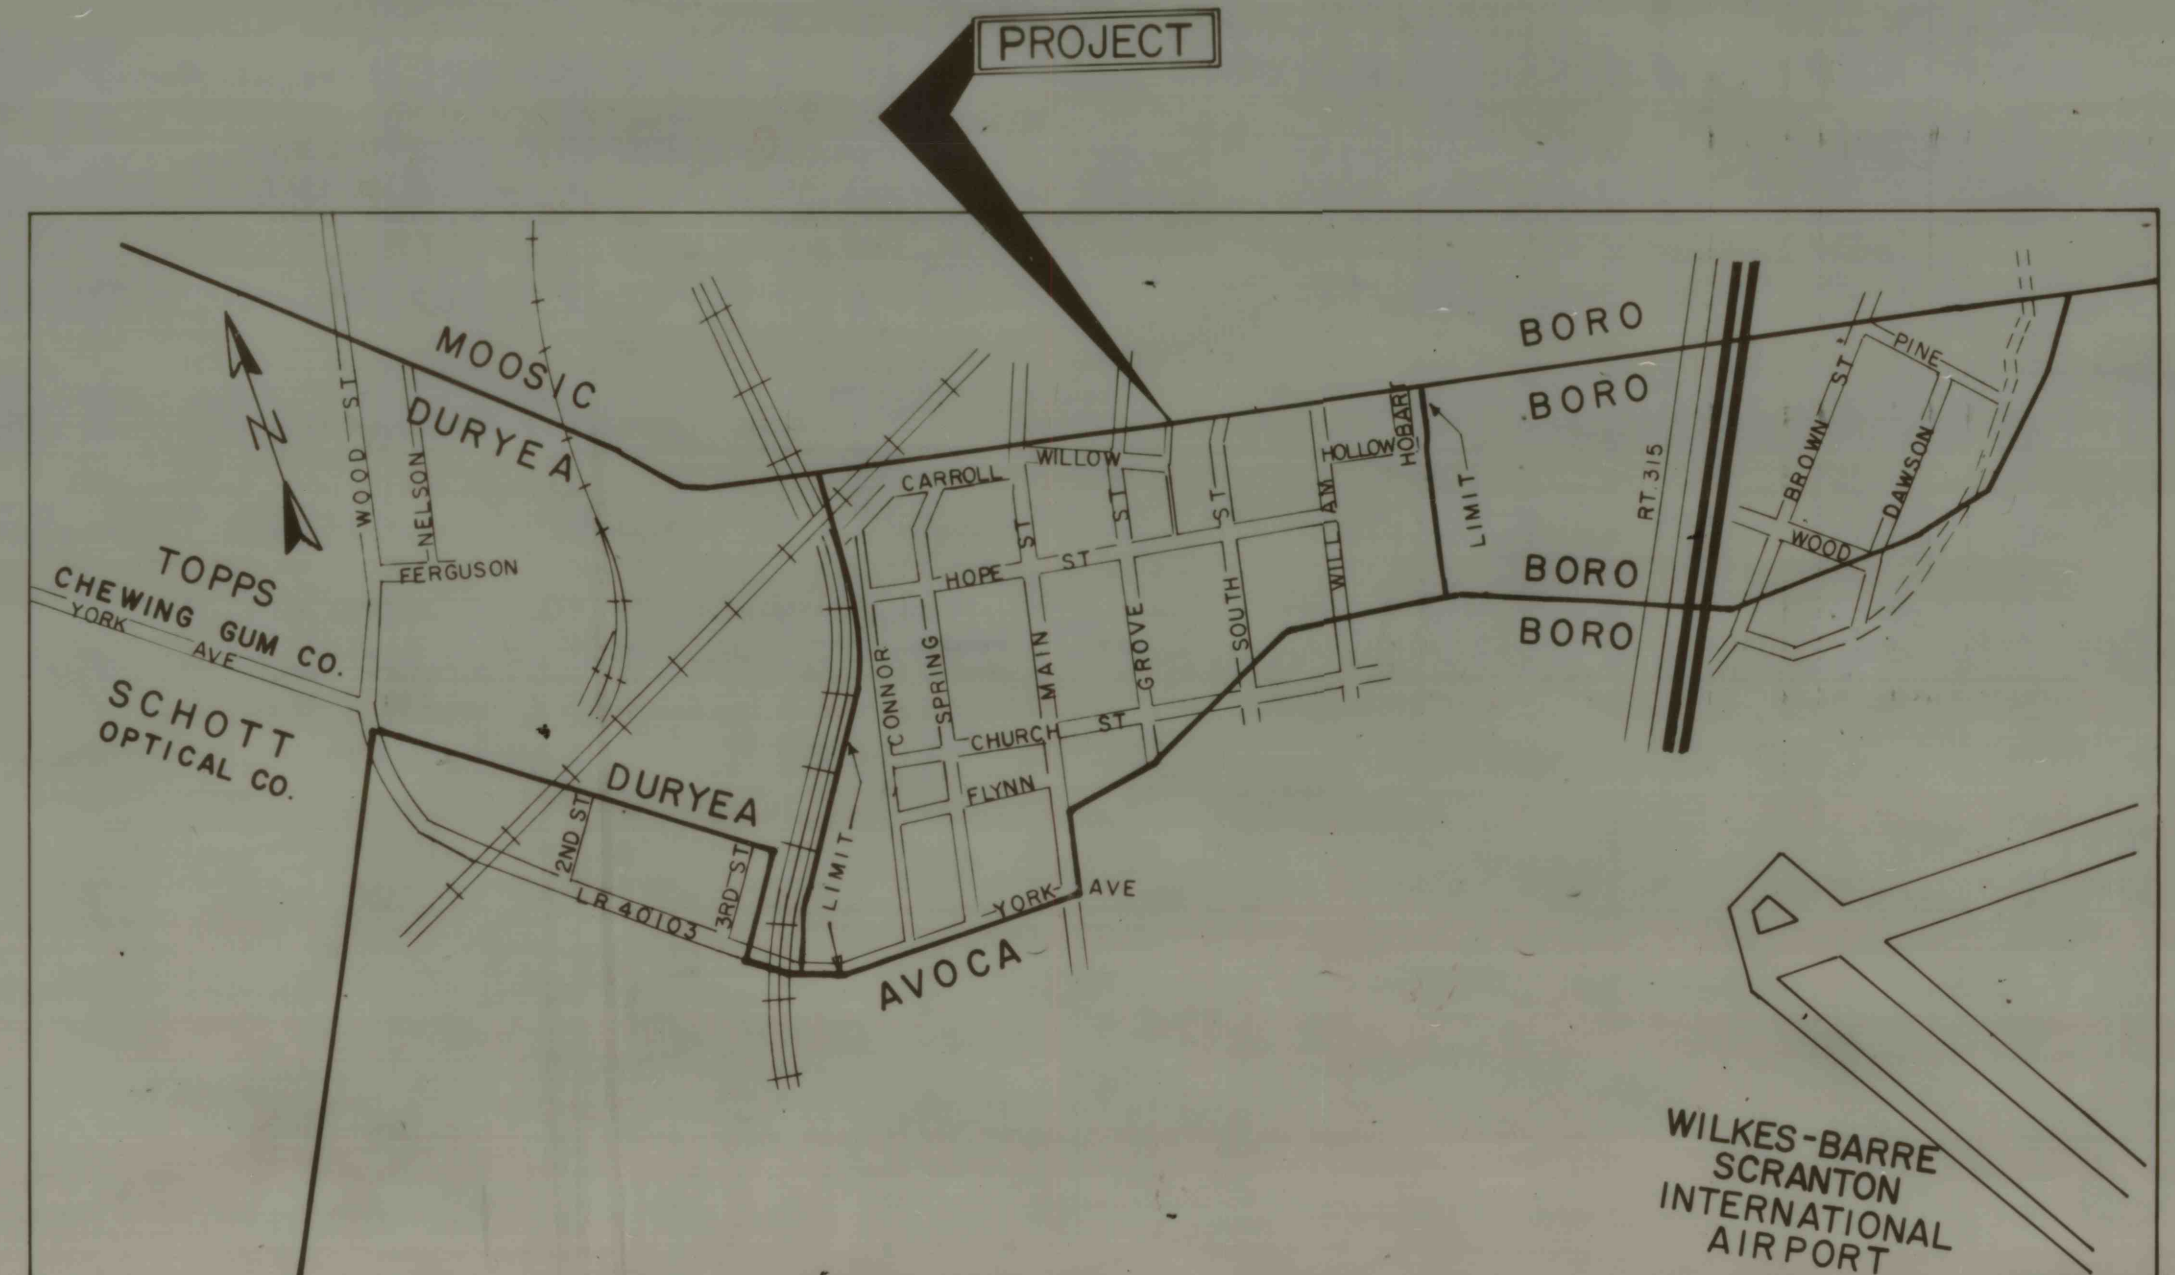 PROJECT
MOOSIC
BORO
DURYEA
BORO
WOOD ST
NELSON
FERGUSON
N
TOPPS
CHEWING GUM CO.
YORK AVE
SCHOTT
OPTICAL CO.
CARROLL
WILLOW
HOLLOW
HOBART
ST
ST
ST
HOPE ST
CONNOR
SPRING
MAIN
GROVE
SOUTH
WILLIAM
LIMIT
RT. 315
BROWN ST.
PINE
DAWSON
WOOD
BORO
BORO
CHURCH ST
FLYNN
DURYEA
2ND ST
3RD ST
LIMIT
LR 40103
YORK AVE
AVOCA
WILKES-BARRE
SCRANTON
INTERNATIONAL
AIRPORT